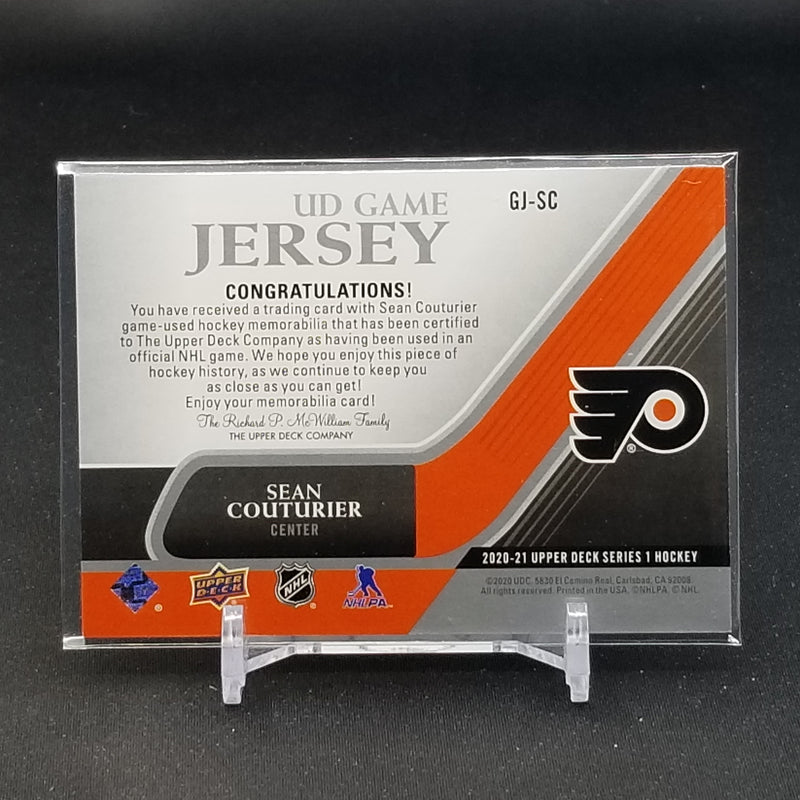 UD GAME
JERSEY
GJ-SC
CONGRATULATIONS!
You have received a trading card with Sean Couturier
game-used hockey memorabilia that has been certified
to The Upper Deck Company as having been used in an
official NHL game. We hope you enjoy this piece of
hockey history, as we continue to keep you
as close as you can get!
Enjoy your memorabilia card!
The Richard P. McWilliam Family
THE UPPER DECK COMPANY
®
SEAN
COUTURIER
CENTER
2020-21 UPPER DECK SERIES 1 HOCKEY
©2020 UDC. 5830 El Camino Real, Carlsbad, CA 92008.
All rights reserved. Printed in the USA. ©NHLPA. ©NHL.
®
UPPER DECK ®
NHL ®
NHLPA